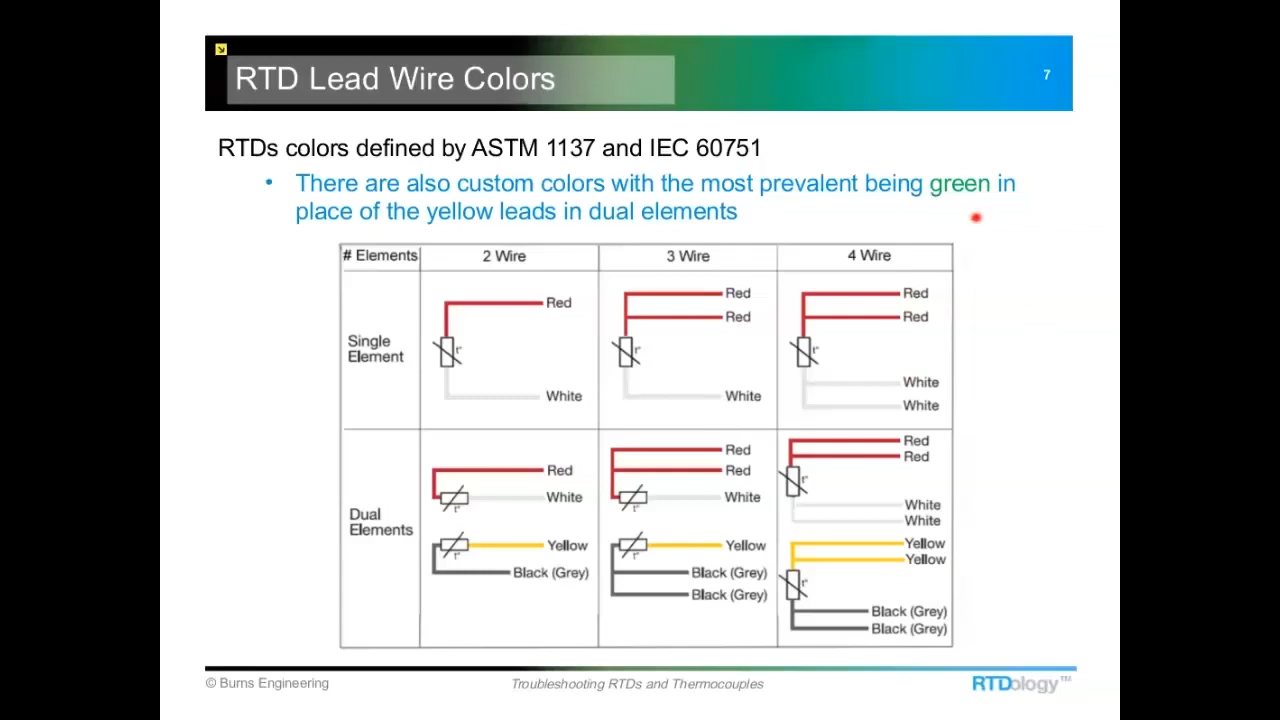 RTD Lead Wire Colors
7
RTDs colors defined by ASTM 1137 and IEC 60751
• There are also custom colors with the most prevalent being green in
place of the yellow leads in dual elements
# Elements 2 Wire 3 Wire 4 Wire
Single
Element
Red
t°
White
Red
Red
t°
White
Red
Red
t°
White
White
Dual
Elements
Red
White
t°
Yellow
t°
Black (Grey)
Red
Red
White
t°
Yellow
t°
Black (Grey)
Black (Grey)
Red
Red
t°
White
White
Yellow
Yellow
t°
Black (Grey)
Black (Grey)
© Burns Engineering
Troubleshooting RTDs and Thermocouples
RTDology™